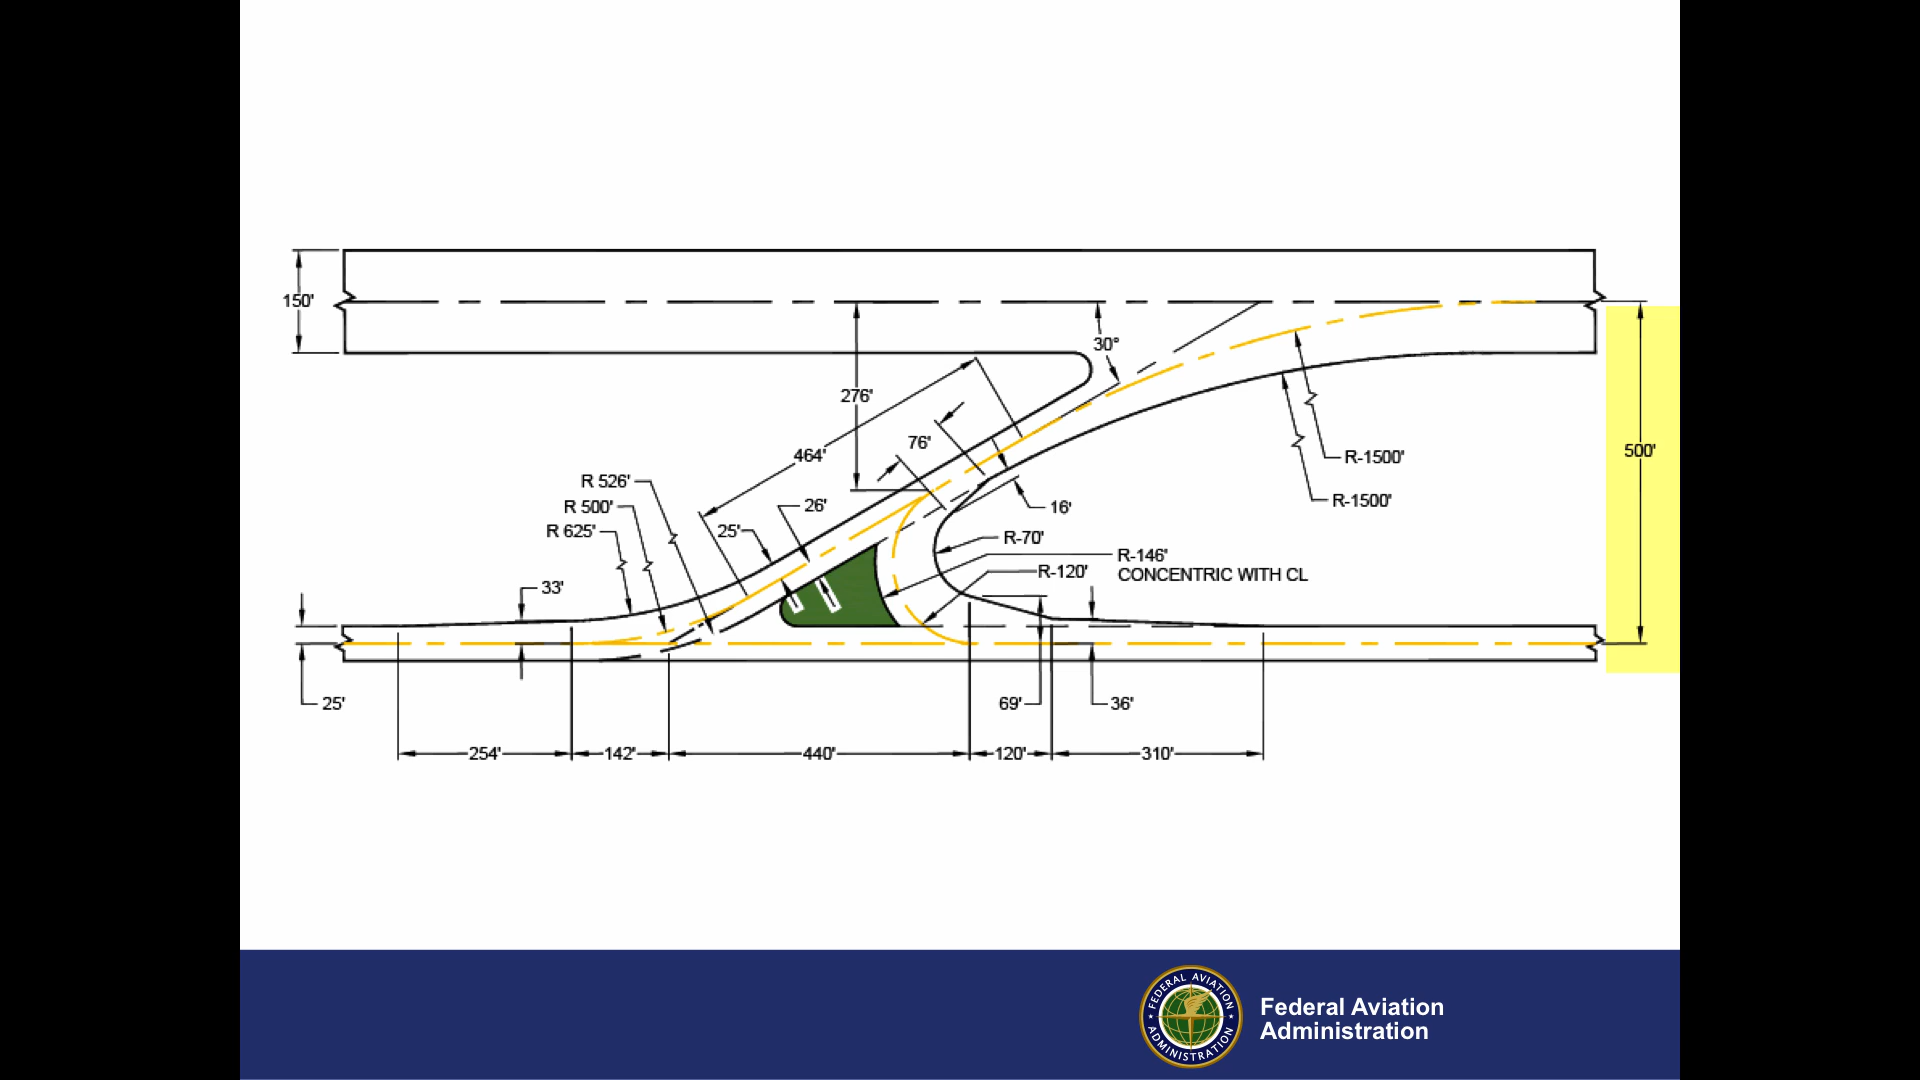 150'
30°
276'
76'
464'
500'
R-1500'
R 526'
R-1500'
R 500'
26'
16'
R 625'
25'
R-70'
R-146'
CONCENTRIC WITH CL
R-120'
33'
25'
69'
36'
254'
142'
440'
120'
310'
FEDERAL AVIATION
ADMINISTRATION
Federal Aviation
Administration